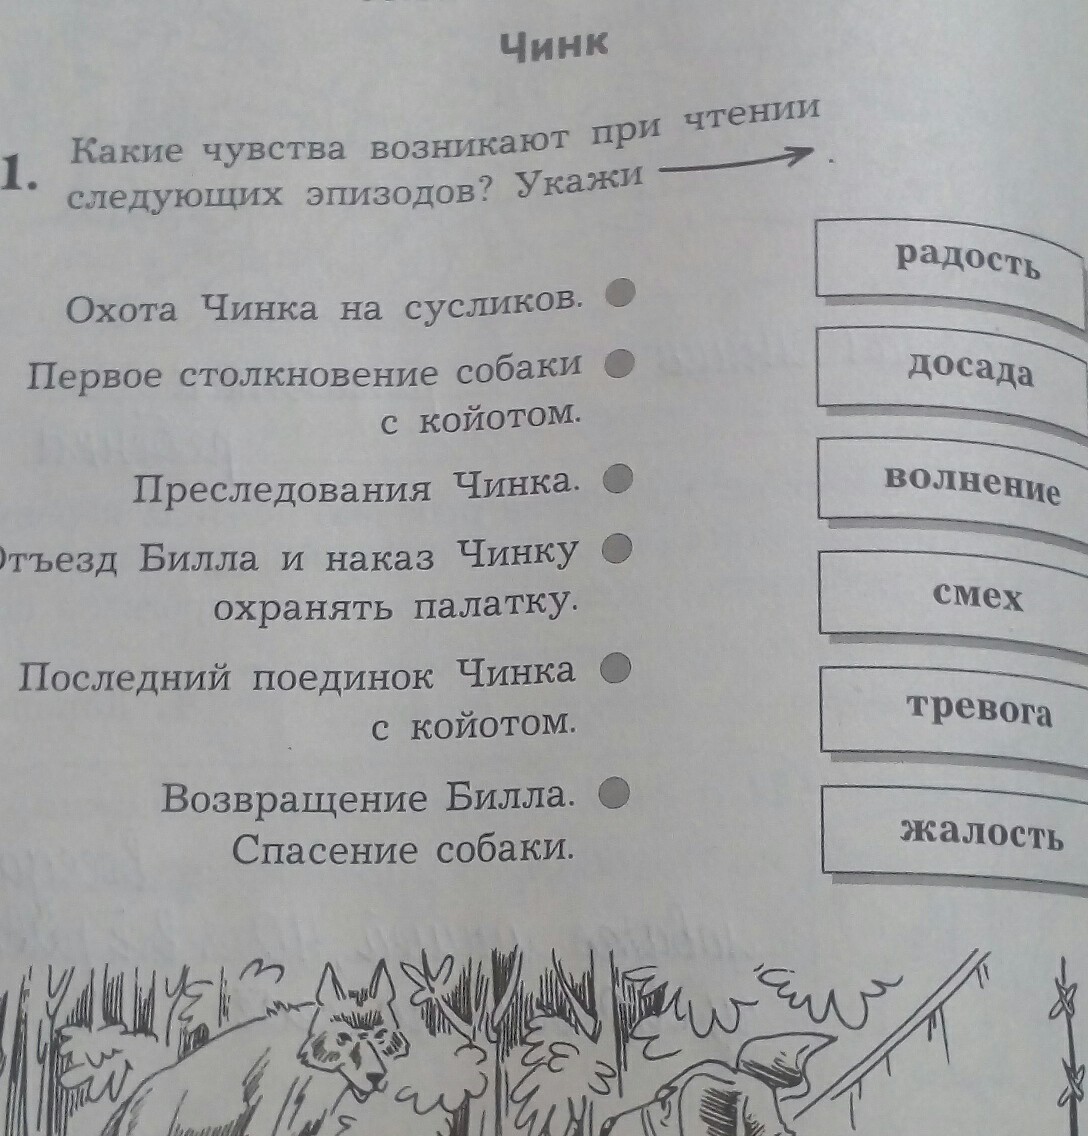 Чинк
1. Какие чувства возникают при чтении
следующих эпизодов? Укажи .
радость
Охота Чинка на сусликов.
досада
Первое столкновение собаки
с койотом.
волнение
Преследования Чинка.
Отъезд Билла и наказ Чинку
охранять палатку.
смех
Последний поединок Чинка
с койотом.
тревога
Возвращение Билла.
Спасение собаки.
жалость